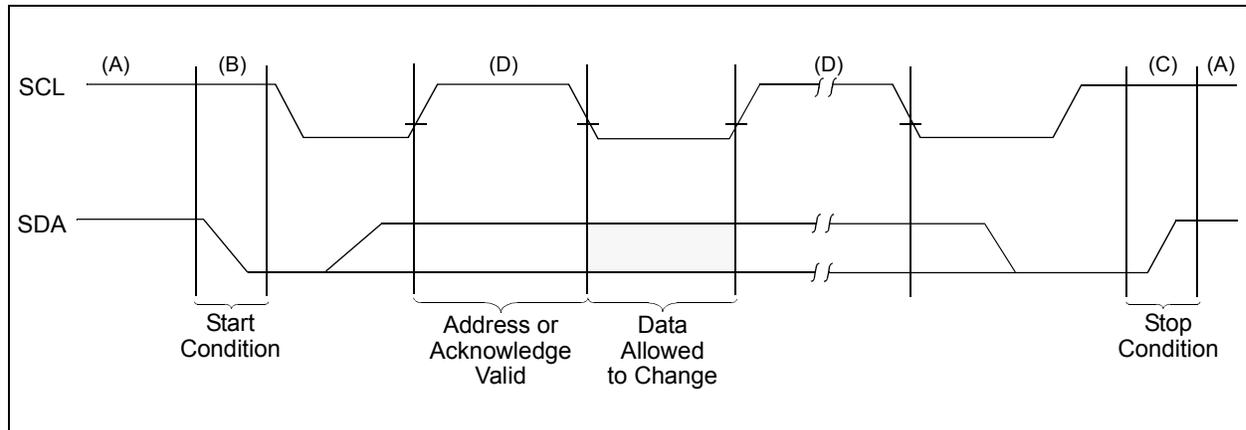 (A)
(B)
(D)
(D)
(C)
(A)
SCL
SDA
Start
Condition
Address or
Acknowledge
Valid
Data
Allowed
to Change
Stop
Condition